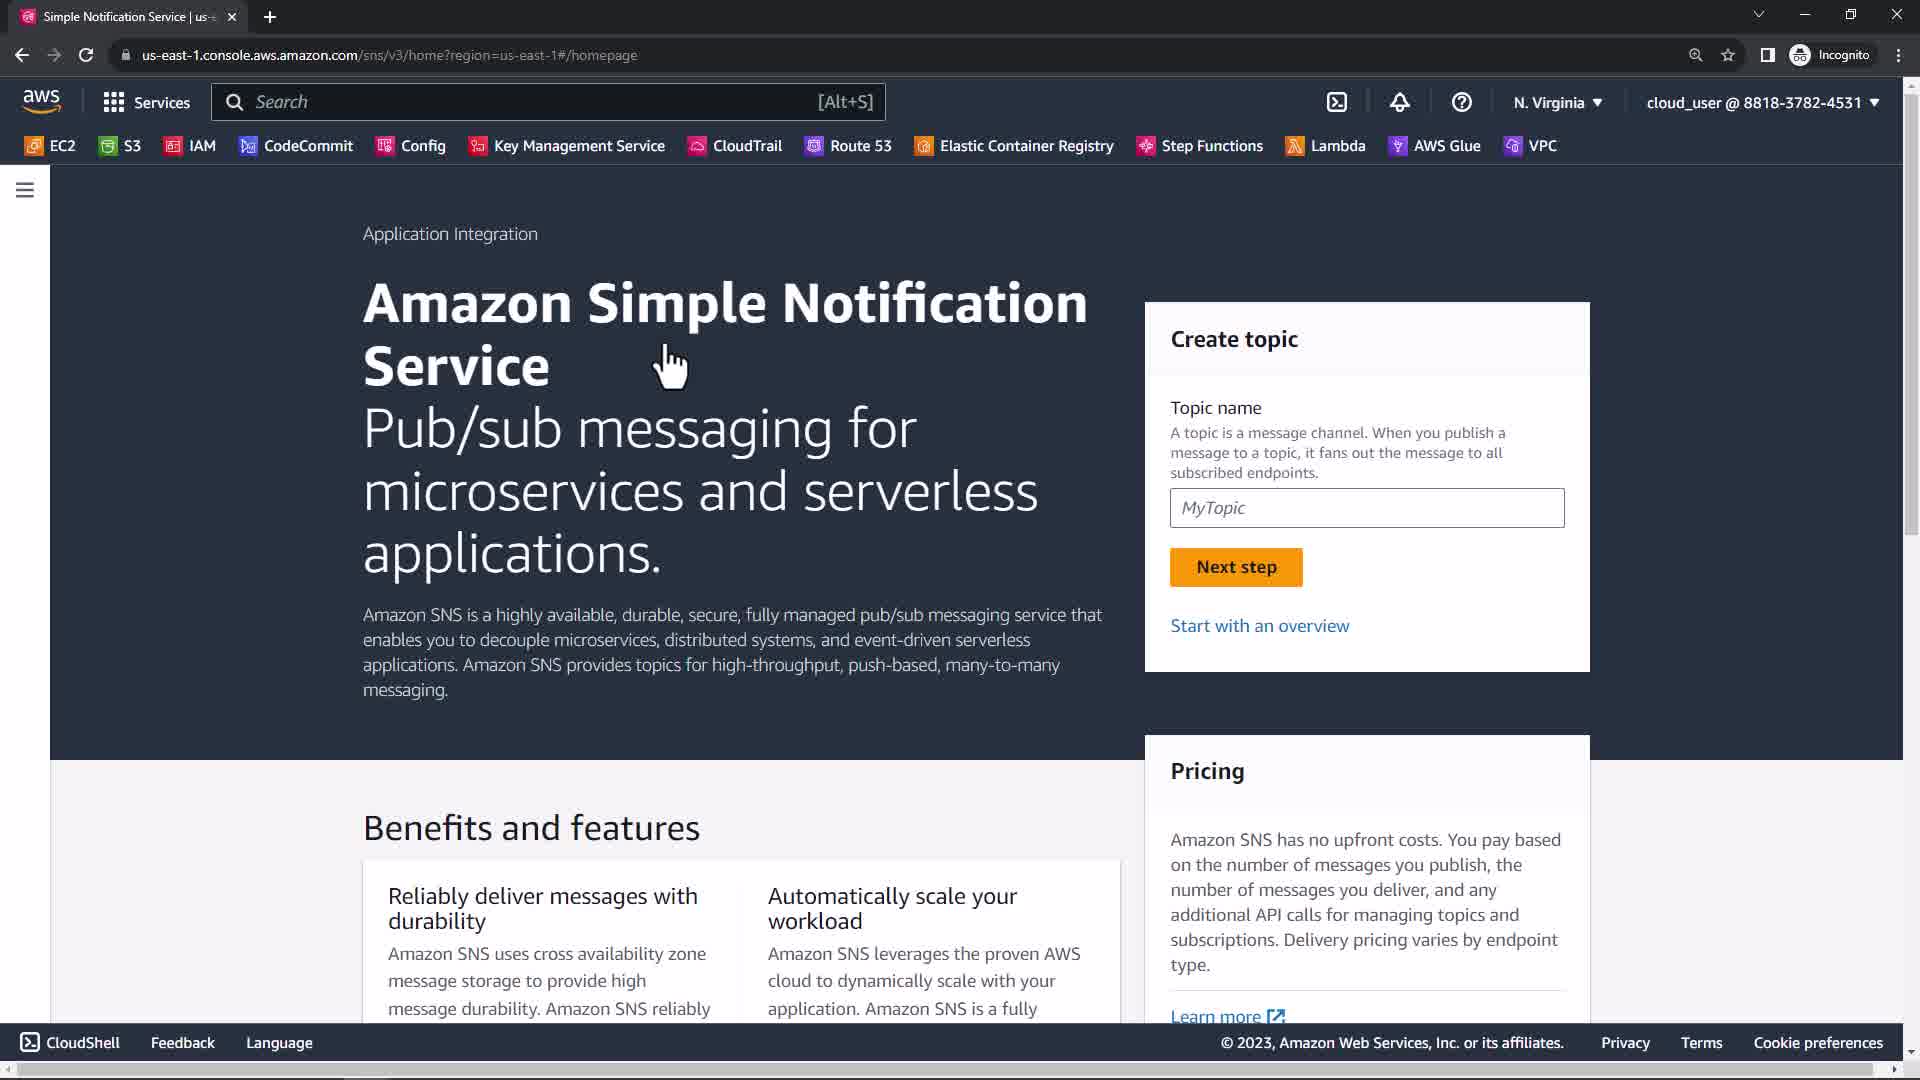 Simple Notification Service | us-e
us-east-1.console.aws.amazon.com/sns/v3/home?region=us-east-1#/homepage
Incognito
aws
Services
Search
[Alt+S]
N. Virginia
cloud_user @ 8818-3782-4531
EC2
S3
IAM
CodeCommit
Config
Key Management Service
CloudTrail
Route 53
Elastic Container Registry
Step Functions
Lambda
AWS Glue
VPC
Application Integration
Amazon Simple Notification
Service
Pub/sub messaging for
microservices and serverless
applications.
Amazon SNS is a highly available, durable, secure, fully managed pub/sub messaging service that
enables you to decouple microservices, distributed systems, and event-driven serverless
applications. Amazon SNS provides topics for high-throughput, push-based, many-to-many
messaging.
Create topic
Topic name
A topic is a message channel. When you publish a
message to a topic, it fans out the message to all
subscribed endpoints.
MyTopic
Next step
Start with an overview
Benefits and features
Reliably deliver messages with
durability
Amazon SNS uses cross availability zone
message storage to provide high
message durability. Amazon SNS reliably
Automatically scale your
workload
Amazon SNS leverages the proven AWS
cloud to dynamically scale with your
application. Amazon SNS is a fully
Pricing
Amazon SNS has no upfront costs. You pay based
on the number of messages you publish, the
number of messages you deliver, and any
additional API calls for managing topics and
subscriptions. Delivery pricing varies by endpoint
type.
Learn more
CloudShell
Feedback
Language
© 2023, Amazon Web Services, Inc. or its affiliates.
Privacy
Terms
Cookie preferences